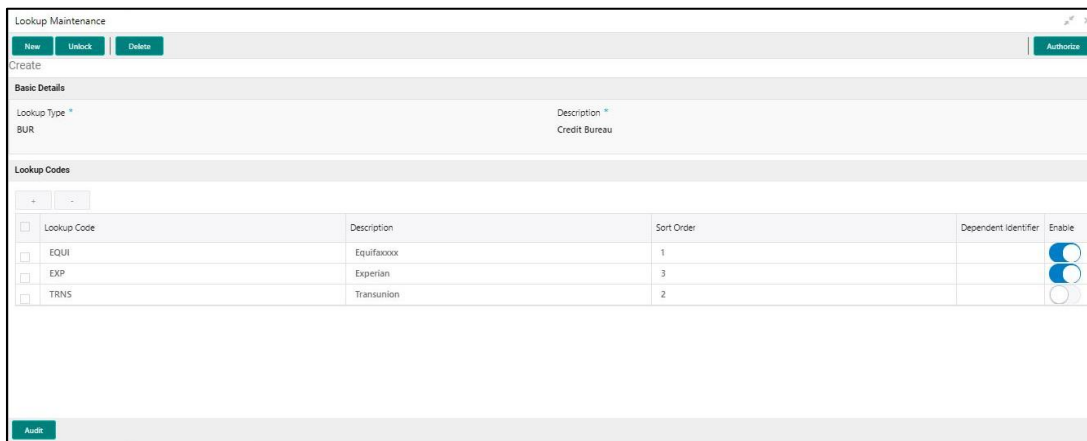 Lookup Maintenance
New Unlock Delete Authorize
Create
Basic Details
Lookup Type * Description *
BUR Credit Bureau
Lookup Codes
+ -
Lookup Code Description Sort Order Dependent Identifier Enable
EQUI Equifaxxxx 1
EXP Experian 3
TRNS Transunion 2
Audit